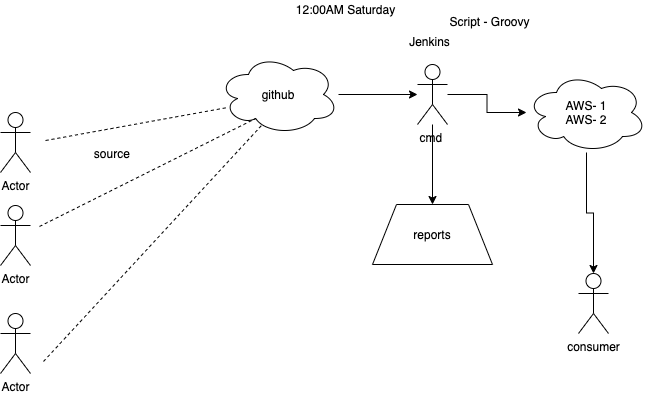 12:00AM Saturday
Script - Groovy
Jenkins
github
AWS- 1
AWS- 2
cmd
source
Actor
reports
Actor
consumer
Actor